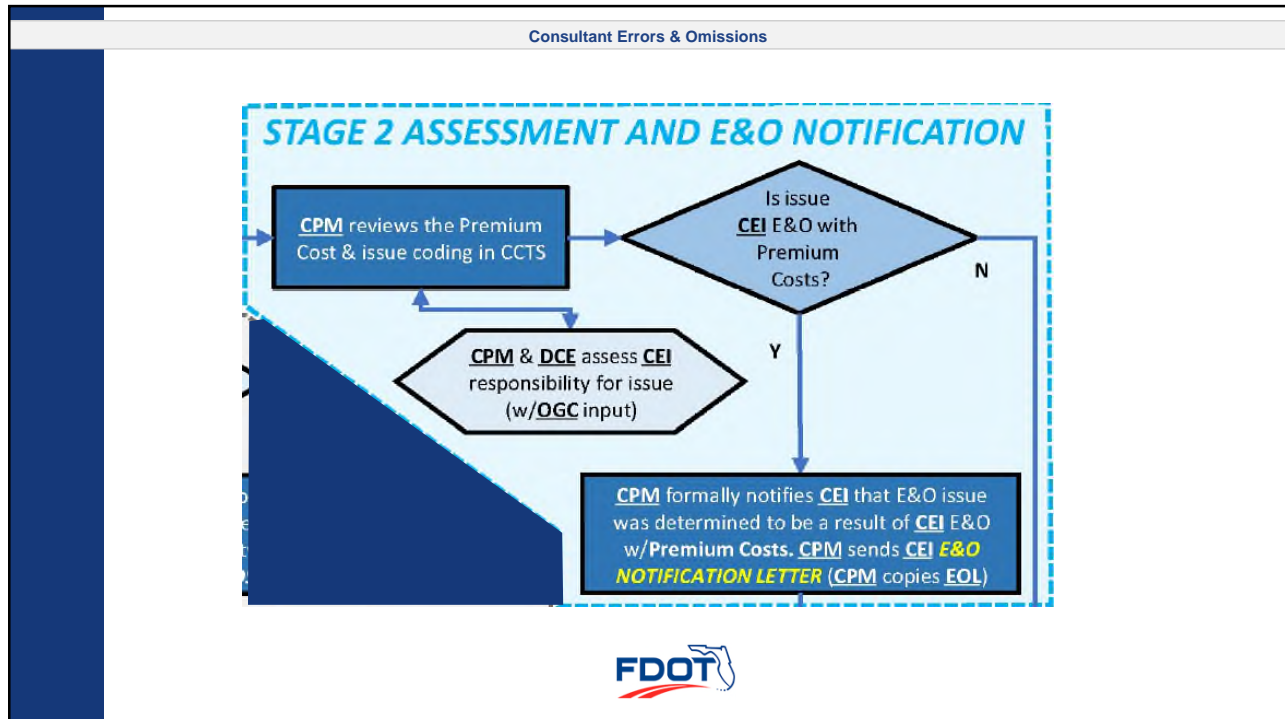 Consultant Errors & Omissions
STAGE 2 ASSESSMENT AND E&O NOTIFICATION
CPM reviews the Premium
Cost & issue coding in CCTS
Is issue
CEI E&O with
Premium
Costs?
N
Y
CPM & DCE assess CEI
responsibility for issue
(w/OGC input)
CPM formally notifies CEI that E&O issue
was determined to be a result of CEI E&O
w/Premium Costs. CPM sends CEI E&O
NOTIFICATION LETTER (CPM copies EOL)
FDOT